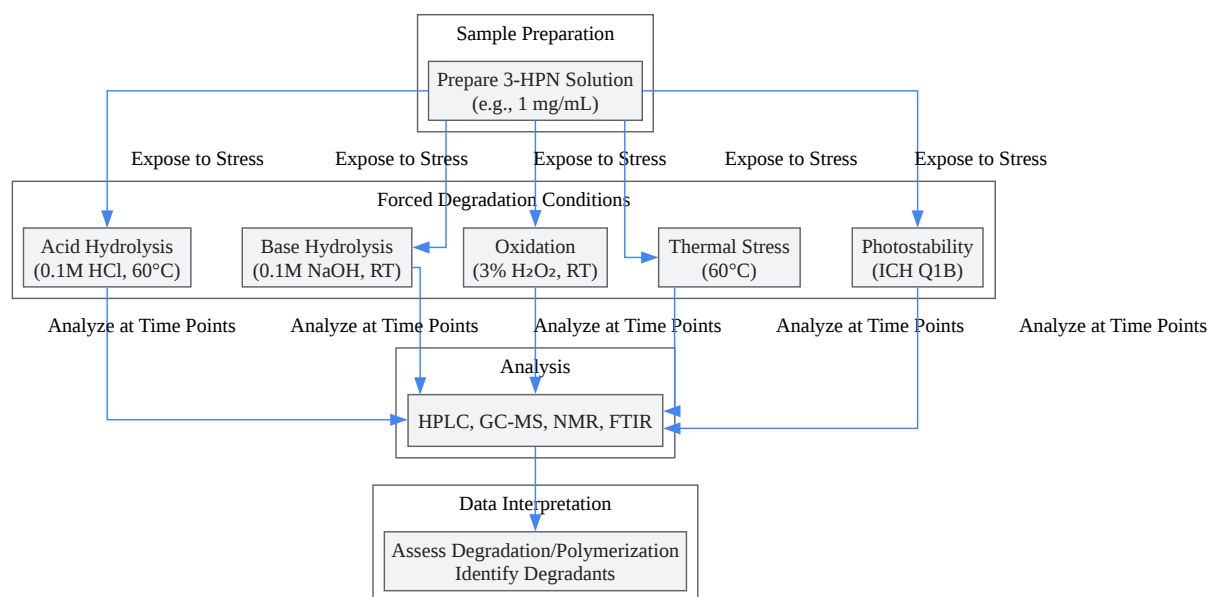 Sample Preparation
Prepare 3-HPN Solution
(e.g., 1 mg/mL)
Expose to Stress
Expose to Stress
Expose to Stress
Expose to Stress
Expose to Stress
Forced Degradation Conditions
Acid Hydrolysis
(0.1M HCl, 60°C)
Base Hydrolysis
(0.1M NaOH, RT)
Oxidation
(3% H₂O₂, RT)
Thermal Stress
(60°C)
Photostability
(ICH Q1B)
Analyze at Time Points
Analyze at Time Points
Analyze at Time Points
Analyze at Time Points
Analyze at Time Points
Analysis
HPLC, GC-MS, NMR, FTIR
Data Interpretation
Assess Degradation/Polymerization
Identify Degradants